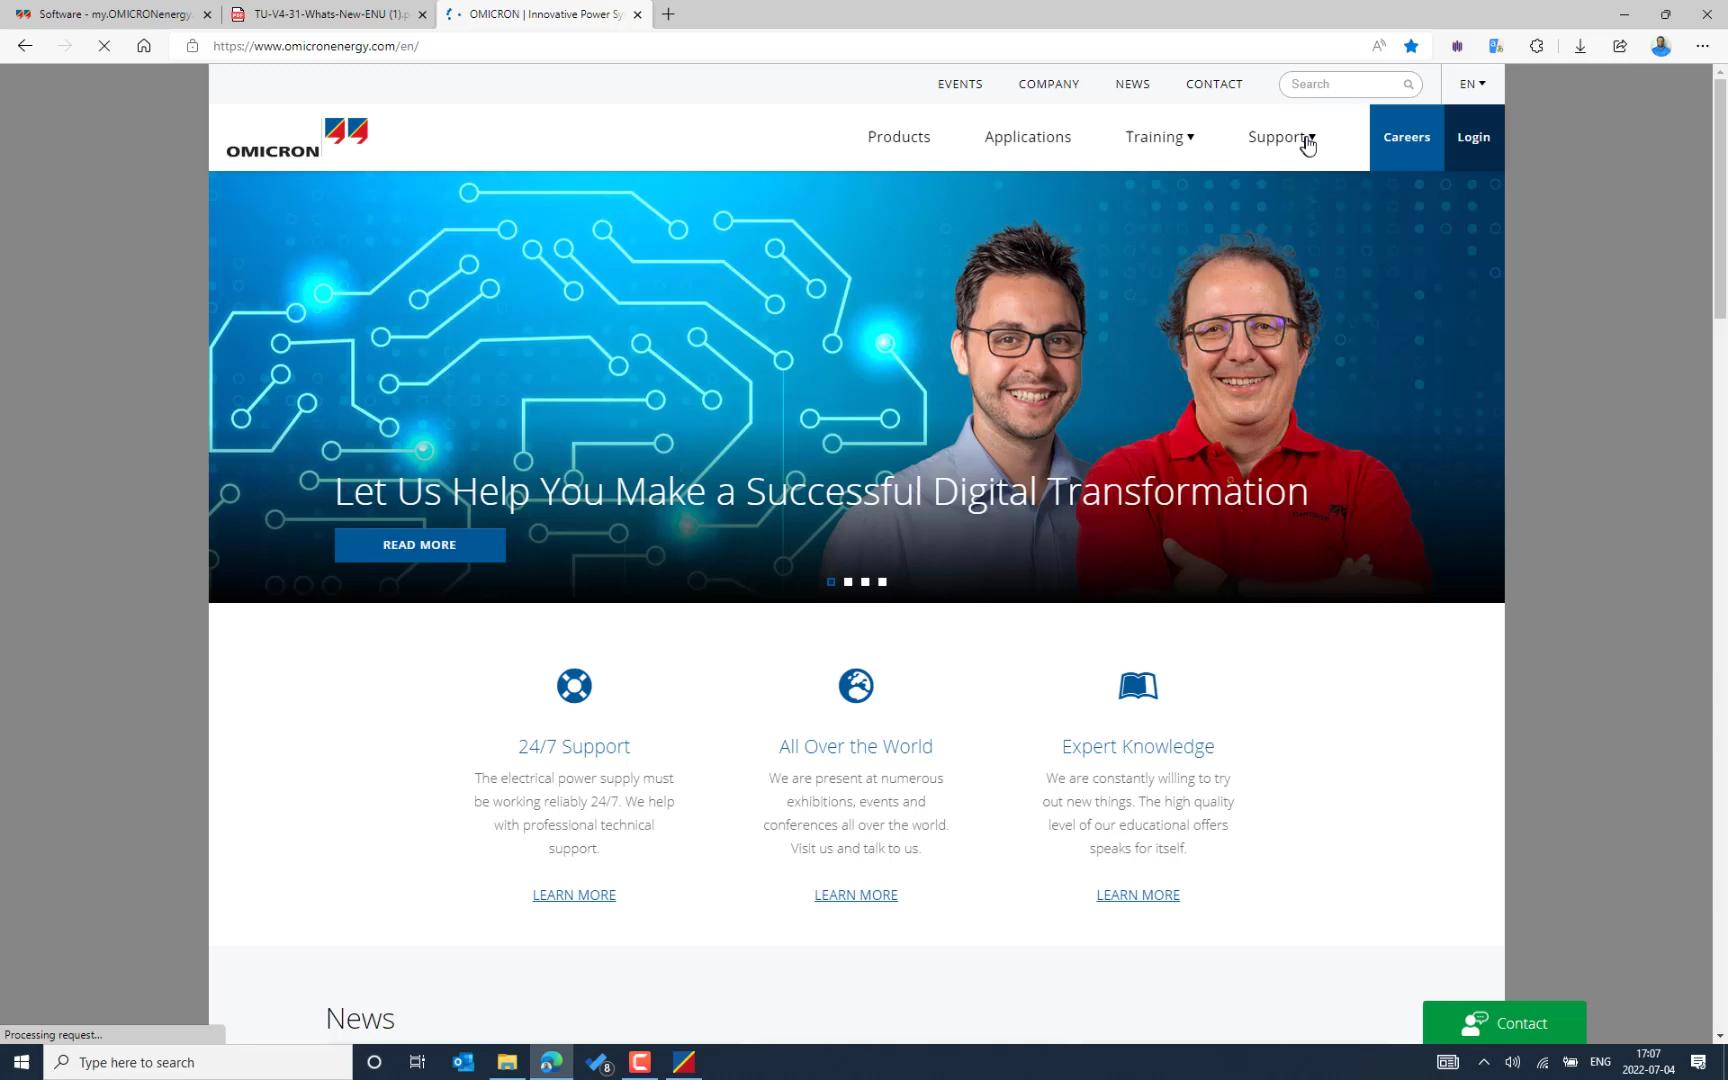 Software - my.OMICRONenergy.
TU-V4-31-Whats-New-ENU (1).p
OMICRON | Innovative Power Sy
https://www.omicronenergy.com/en/
EVENTS COMPANY NEWS CONTACT Search EN
OMICRON Products Applications Training Support Careers Login
Let Us Help You Make a Successful Digital Transformation
READ MORE
24/7 Support
The electrical power supply must
be working reliably 24/7. We help
with professional technical
support.
LEARN MORE
All Over the World
We are present at numerous
exhibitions, events and
conferences all over the world.
Visit us and talk to us.
LEARN MORE
Expert Knowledge
We are constantly willing to try
out new things. The high quality
level of our educational offers
speaks for itself.
LEARN MORE
News
Contact
Processing request...
Type here to search
8
ENG
17:07
2022-07-04